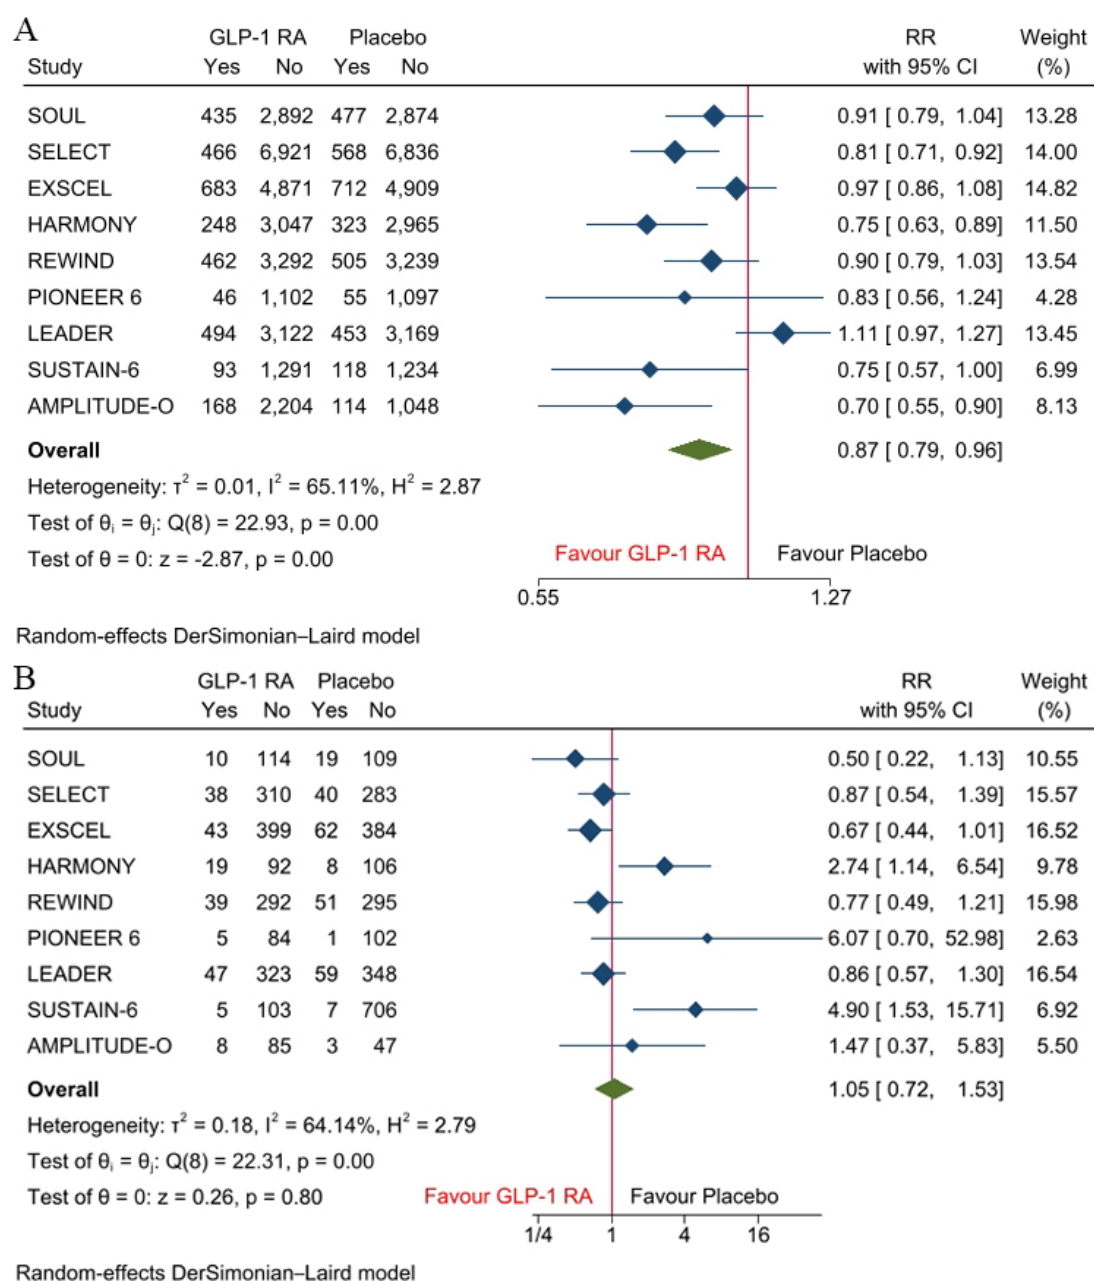 A
GLP-1 RA Placebo RR Weight
Study Yes No Yes No with 95% CI (%)
SOUL 435 2,892 477 2,874 0.91 [ 0.79, 1.04] 13.28
SELECT 466 6,921 568 6,836 0.81 [ 0.71, 0.92] 14.00
EXSCEL 683 4,871 712 4,909 0.97 [ 0.86, 1.08] 14.82
HARMONY 248 3,047 323 2,965 0.75 [ 0.63, 0.89] 11.50
REWIND 462 3,292 505 3,239 0.90 [ 0.79, 1.03] 13.54
PIONEER 6 46 1,102 55 1,097 0.83 [ 0.56, 1.24] 4.28
LEADER 494 3,122 453 3,169 1.11 [ 0.97, 1.27] 13.45
SUSTAIN-6 93 1,291 118 1,234 0.75 [ 0.57, 1.00] 6.99
AMPLITUDE-O 168 2,204 114 1,048 0.70 [ 0.55, 0.90] 8.13
Overall 0.87 [ 0.79, 0.96]
Heterogeneity: τ² = 0.01, I² = 65.11%, H² = 2.87
Test of θᵢ = θⱼ: Q(8) = 22.93, p = 0.00
Test of θ = 0: z = -2.87, p = 0.00
Favour GLP-1 RA Favour Placebo
0.55 1.27
Random-effects DerSimonian–Laird model
B
GLP-1 RA Placebo RR Weight
Study Yes No Yes No with 95% CI (%)
SOUL 10 114 19 109 0.50 [ 0.22, 1.13] 10.55
SELECT 38 310 40 283 0.87 [ 0.54, 1.39] 15.57
EXSCEL 43 399 62 384 0.67 [ 0.44, 1.01] 16.52
HARMONY 19 92 8 106 2.74 [ 1.14, 6.54] 9.78
REWIND 39 292 51 295 0.77 [ 0.49, 1.21] 15.98
PIONEER 6 5 84 1 102 6.07 [ 0.70, 52.98] 2.63
LEADER 47 323 59 348 0.86 [ 0.57, 1.30] 16.54
SUSTAIN-6 5 103 7 706 4.90 [ 1.53, 15.71] 6.92
AMPLITUDE-O 8 85 3 47 1.47 [ 0.37, 5.83] 5.50
Overall 1.05 [ 0.72, 1.53]
Heterogeneity: τ² = 0.18, I² = 64.14%, H² = 2.79
Test of θᵢ = θⱼ: Q(8) = 22.31, p = 0.00
Test of θ = 0: z = 0.26, p = 0.80
Favour GLP-1 RA Favour Placebo
1/4 1 4 16
Random-effects DerSimonian–Laird model